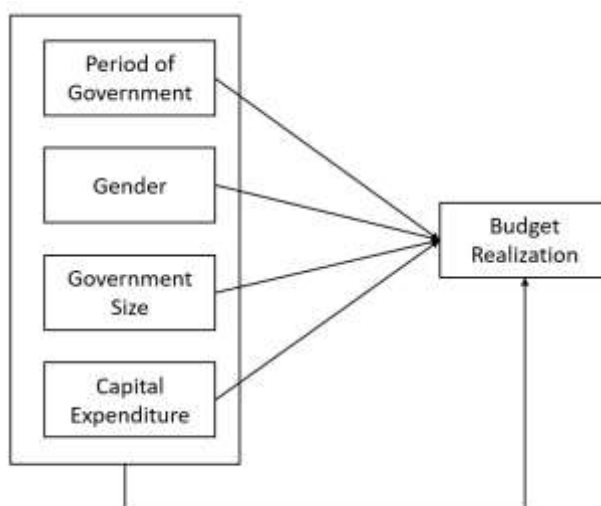 Period of
Government
Gender
Government
Size
Capital
Expenditure
Budget
Realization